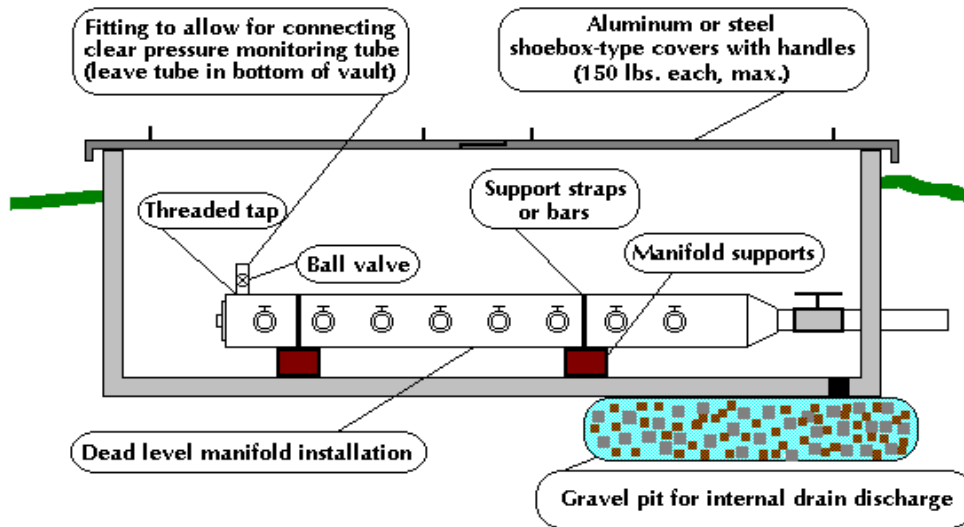 Fitting to allow for connecting
clear pressure monitoring tube
(leave tube in bottom of vault)
Aluminum or steel
shoebox-type covers with handles
(150 lbs. each, max.)
Threaded tap
Support straps
or bars
Ball valve
Manifold supports
Dead level manifold installation
Gravel pit for internal drain discharge